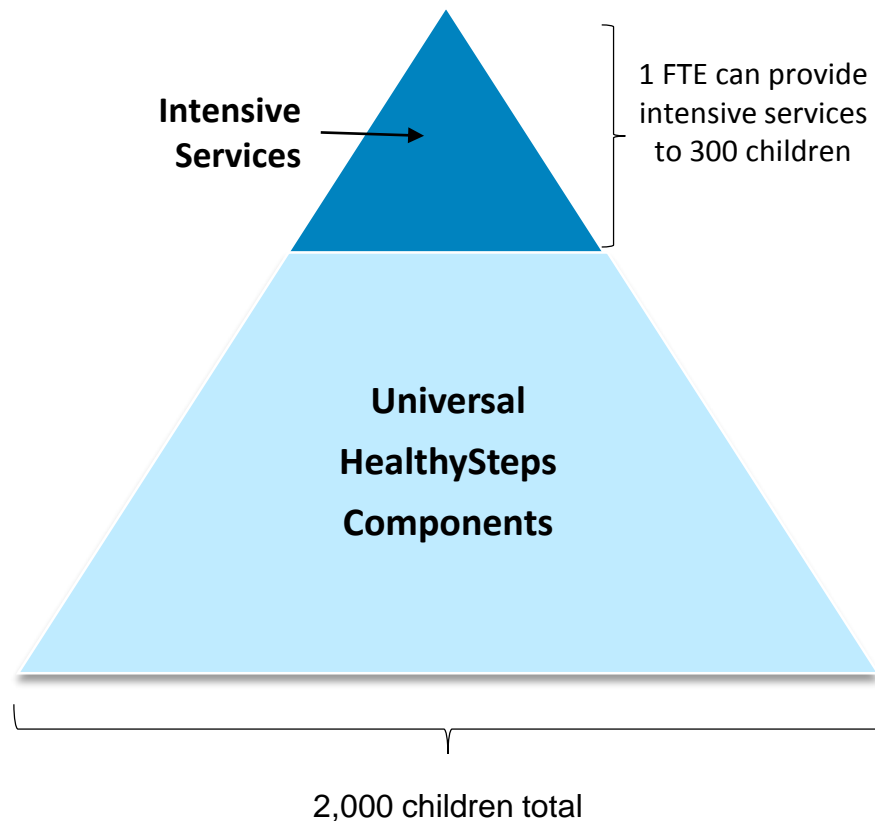 Intensive
Services
1 FTE can provide
intensive services
to 300 children
Universal
HealthySteps
Components
2,000 children total